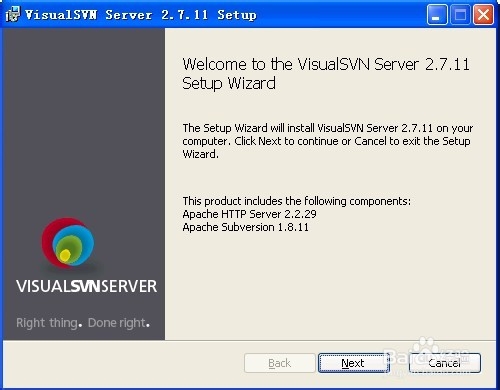 VisualSVN Server 2.7.11 Setup
Welcome to the VisualSVN Server 2.7.11
Setup Wizard
The Setup Wizard will install VisualSVN Server 2.7.11 on your
computer. Click Next to continue or Cancel to exit the Setup
Wizard.
This product includes the following components:
Apache HTTP Server 2.2.29
Apache Subversion 1.8.11
VISUALSVNSERVER
Right thing. Done right.
Back
Next
Cancel